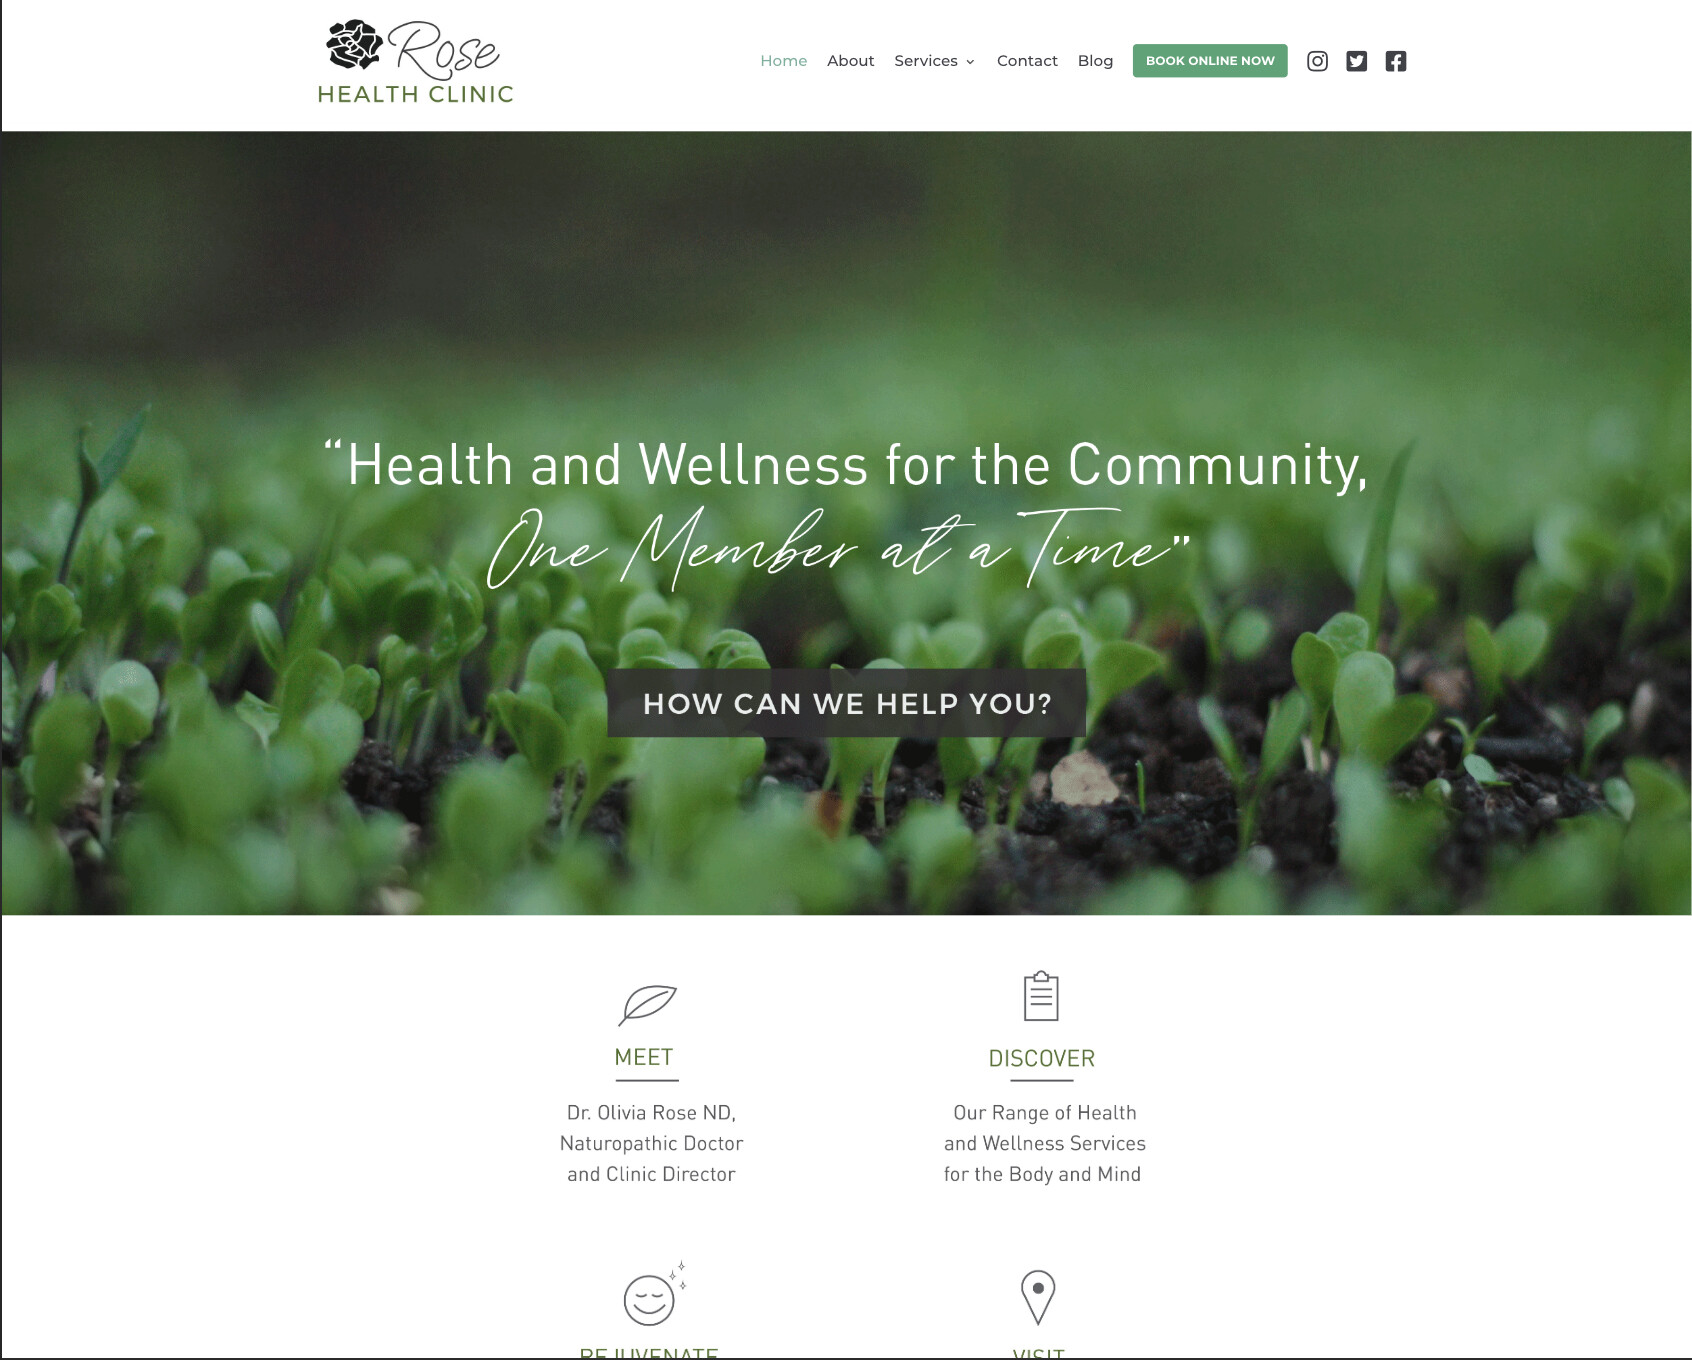 Rose
HEALTH CLINIC
Home About Services Contact Blog BOOK ONLINE NOW
“Health and Wellness for the Community,
One Member at a Time”
HOW CAN WE HELP YOU?
MEET
Dr. Olivia Rose ND,
Naturopathic Doctor
and Clinic Director
DISCOVER
Our Range of Health
and Wellness Services
for the Body and Mind
REJUVENATE
VISIT